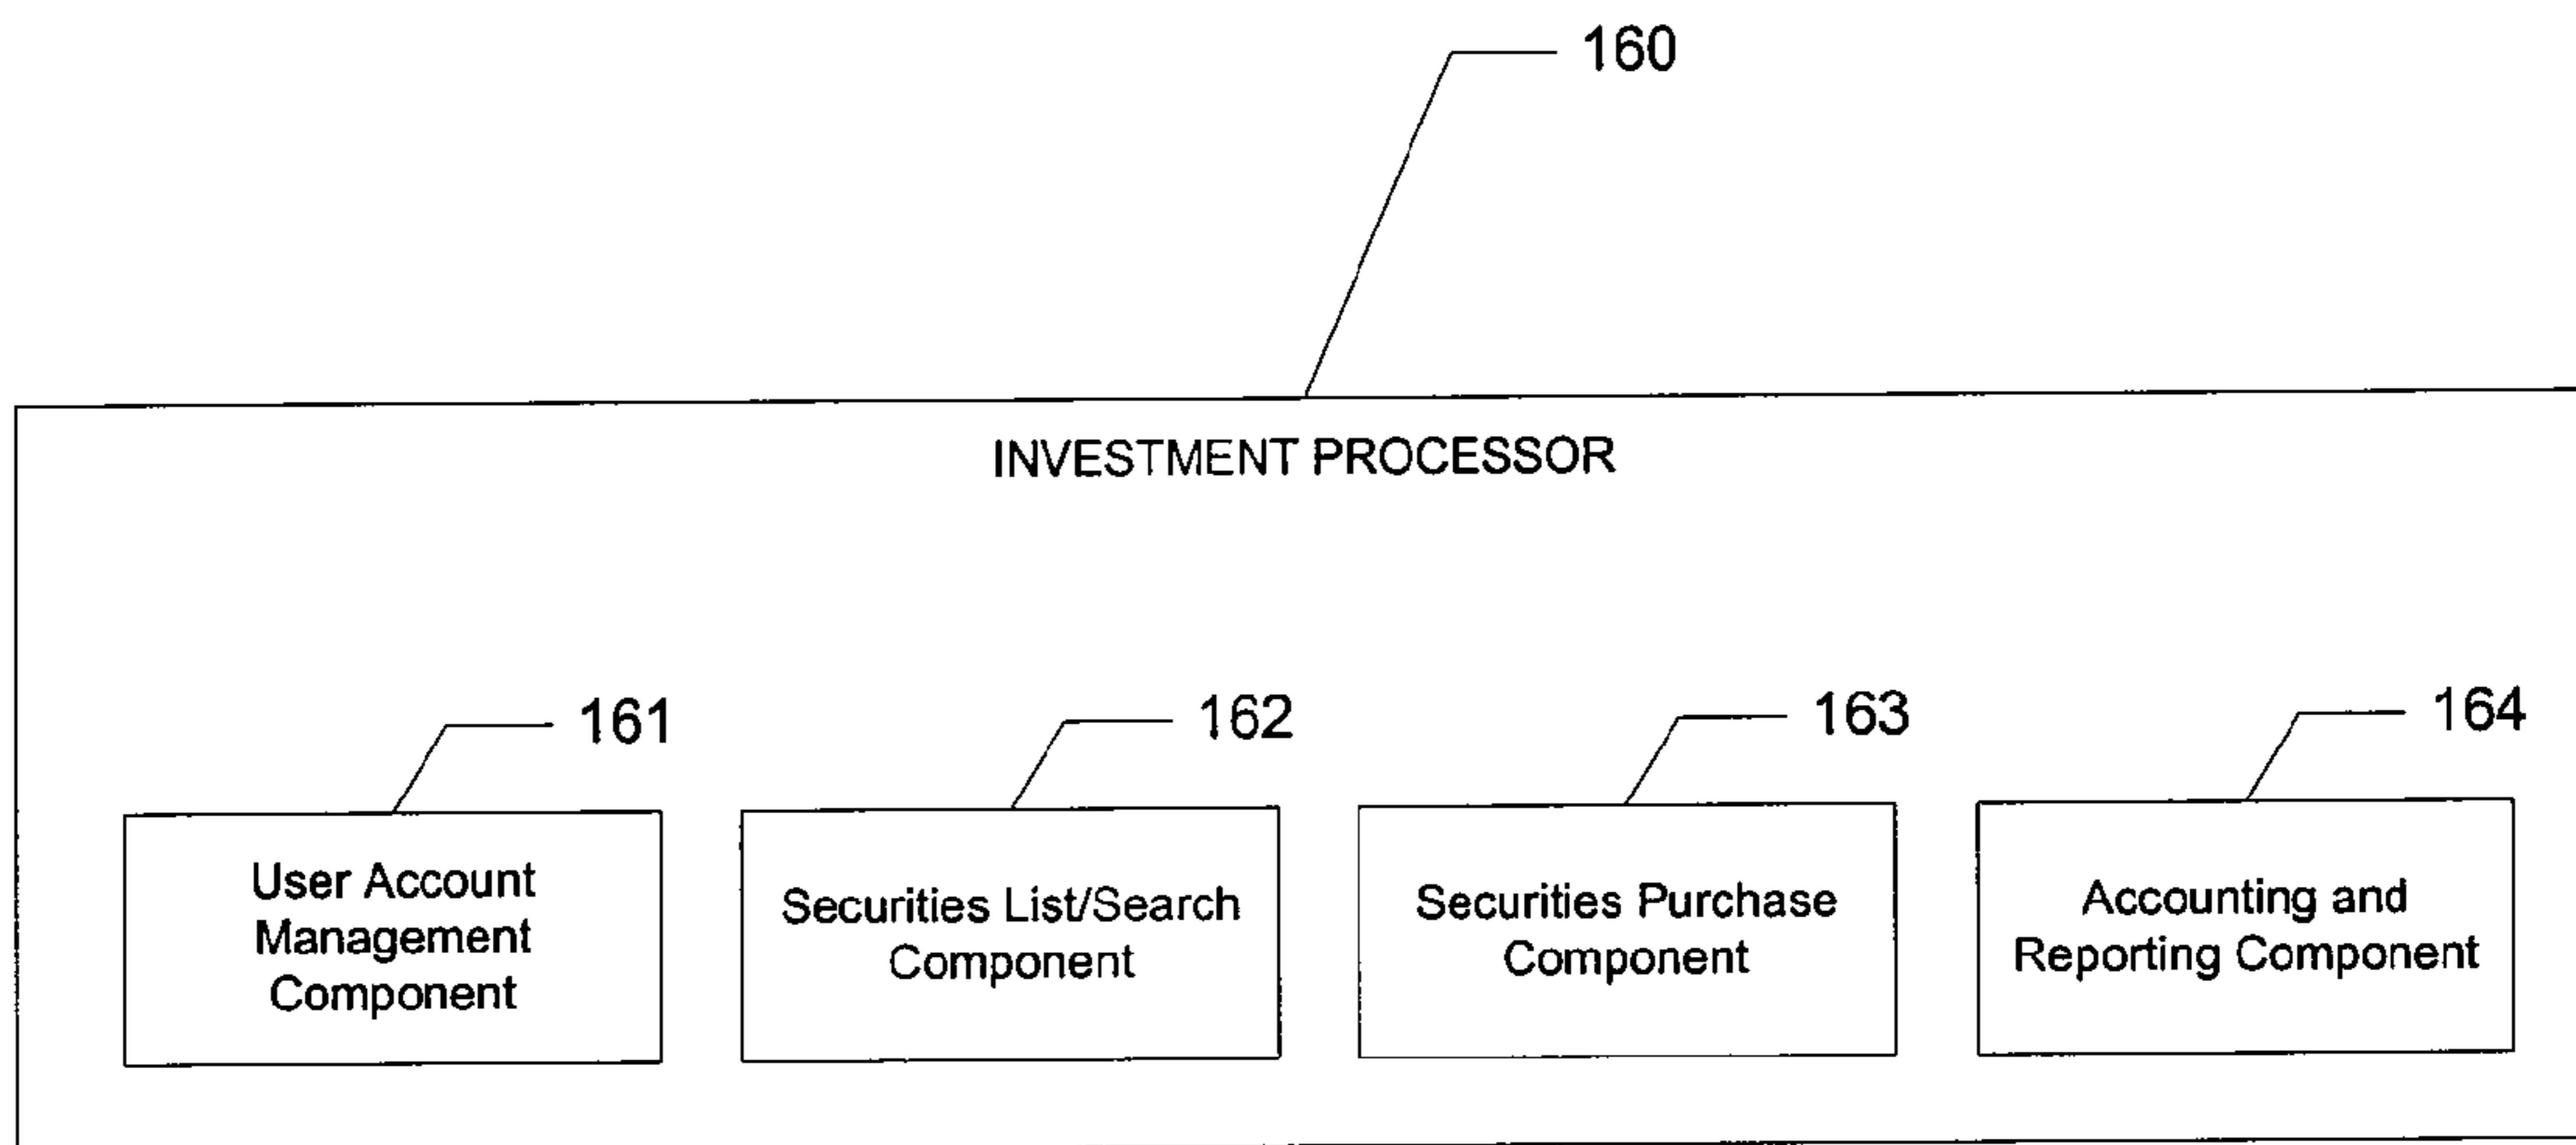 160
INVESTMENT PROCESSOR
161
162
163
164
User Account
Management
Component
Securities List/Search
Component
Securities Purchase
Component
Accounting and
Reporting Component